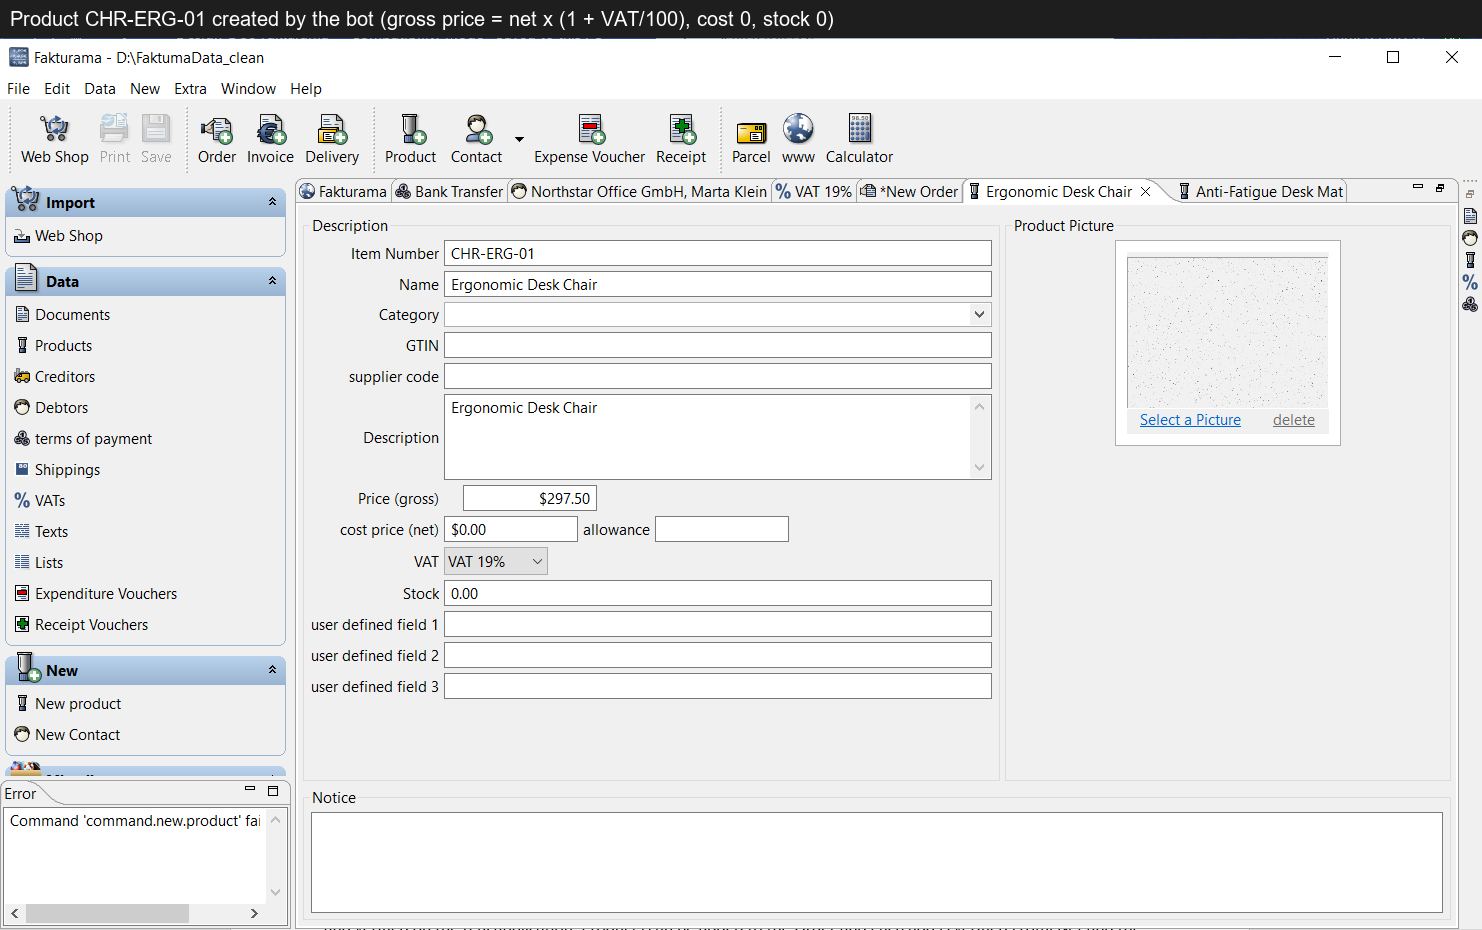 Product CHR-ERG-01 created by the bot (gross price = net x (1 + VAT/100), cost 0, stock 0)
Fakturama - D:\FaktumaData_clean
File Edit Data New Extra Window Help
Web Shop Print Save Order Invoice Delivery Product Contact Expense Voucher Receipt Parcel www Calculator
Fakturama Bank Transfer Northstar Office GmbH, Marta Klein VAT 19% *New Order Ergonomic Desk Chair Anti-Fatigue Desk Mat
Import
Web Shop
Data
Documents
Products
Creditors
Debtors
terms of payment
Shippings
VATs
Texts
Lists
Expenditure Vouchers
Receipt Vouchers
New
New product
New Contact
Error
Command 'command.new.product' fai
Description
Item Number CHR-ERG-01
Name Ergonomic Desk Chair
Category
GTIN
supplier code
Description Ergonomic Desk Chair
Price (gross) $297.50
cost price (net) $0.00 allowance
VAT VAT 19%
Stock 0.00
user defined field 1
user defined field 2
user defined field 3
Product Picture
Select a Picture delete
Notice